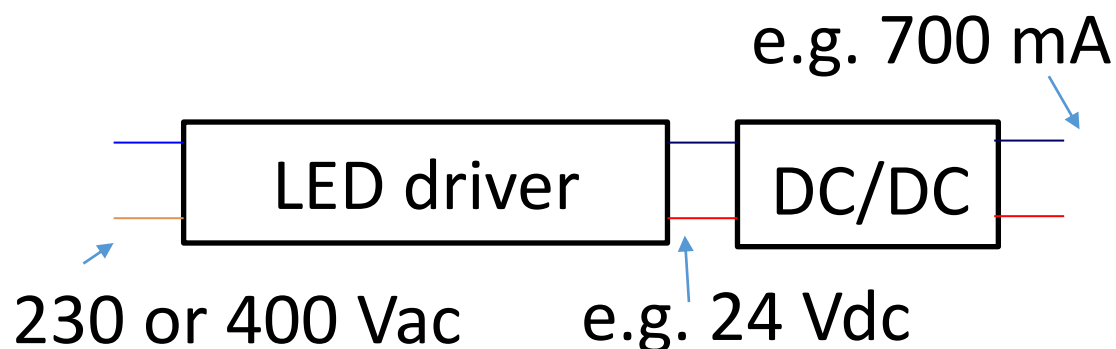 e.g. 700 mA
LED driver
DC/DC
230 or 400 Vac
e.g. 24 Vdc